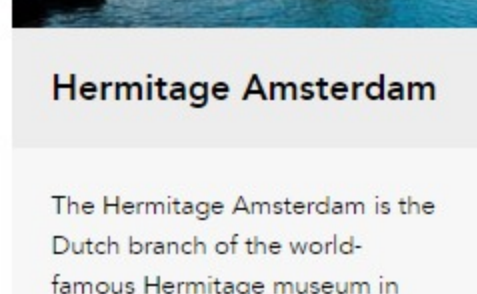 Hermitage Amsterdam
The Hermitage Amsterdam is the
Dutch branch of the world-
famous Hermitage museum in